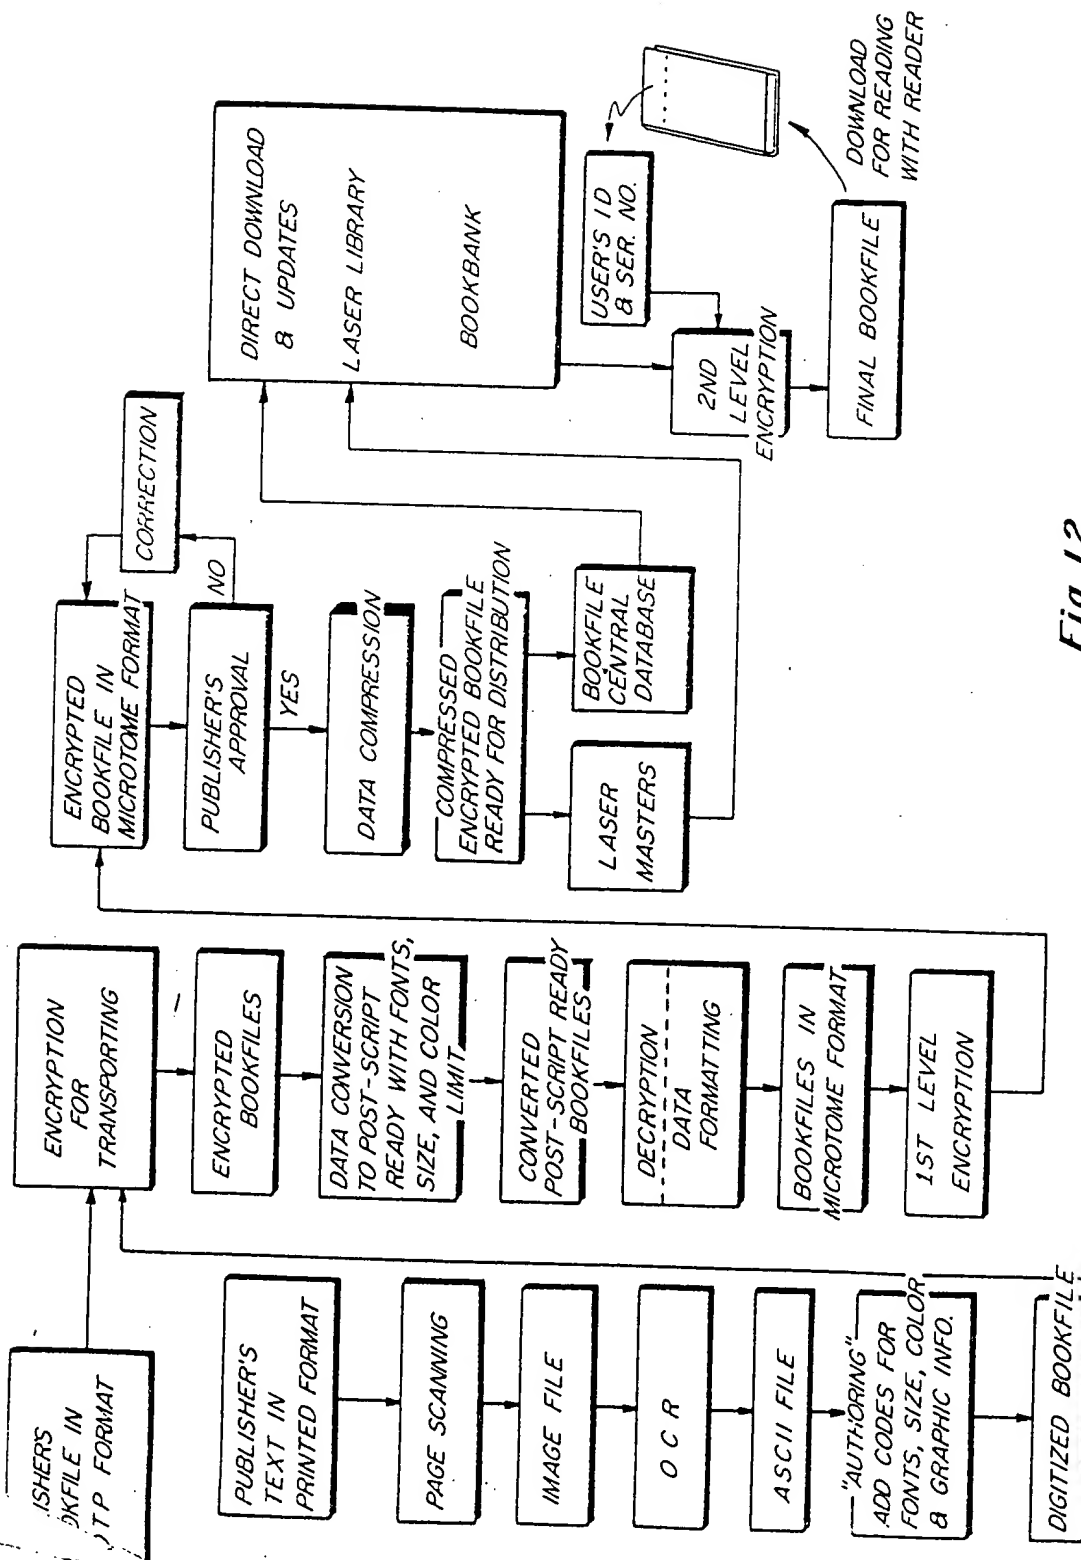 ISHER'S
OKFILE IN
DTP FORMAT
PUBLISHER'S
TEXT IN
PRINTED FORMAT
PAGE SCANNING
IMAGE FILE
O C R
ASCII FILE
"AUTHORING"
ADD CODES FOR
FONTS, SIZE, COLOR
& GRAPHIC INFO.
DIGITIZED BOOKFILE
ENCRYPTION
FOR
TRANSPORTING
ENCRYPTED
BOOKFILES
DATA CONVERSION
TO POST-SCRIPT
READY WITH FONTS,
SIZE, AND COLOR
LIMIT
CONVERTED
POST-SCRIPT READY
BOOKFILES
DECRYPTION
DATA
FORMATTING
BOOKFILES IN
MICROTOME FORMAT
1ST LEVEL
ENCRYPTION
ENCRYPTED
BOOKFILE IN
MICROTOME FORMAT
CORRECTION
NO
PUBLISHER'S
APPROVAL
YES
DATA COMPRESSION
COMPRESSED
ENCRYPTED BOOKFILE
READY FOR DISTRIBUTION
LASER
MASTERS
BOOKFILE
CENTRAL
DATABASE
DIRECT DOWNLOAD
& UPDATES
LASER LIBRARY
BOOKBANK
USER'S ID
& SER. NO.
2ND
LEVEL
ENCRYPTION
FINAL BOOKFILE
DOWNLOAD
FOR READING
WITH READER
Fig. 12